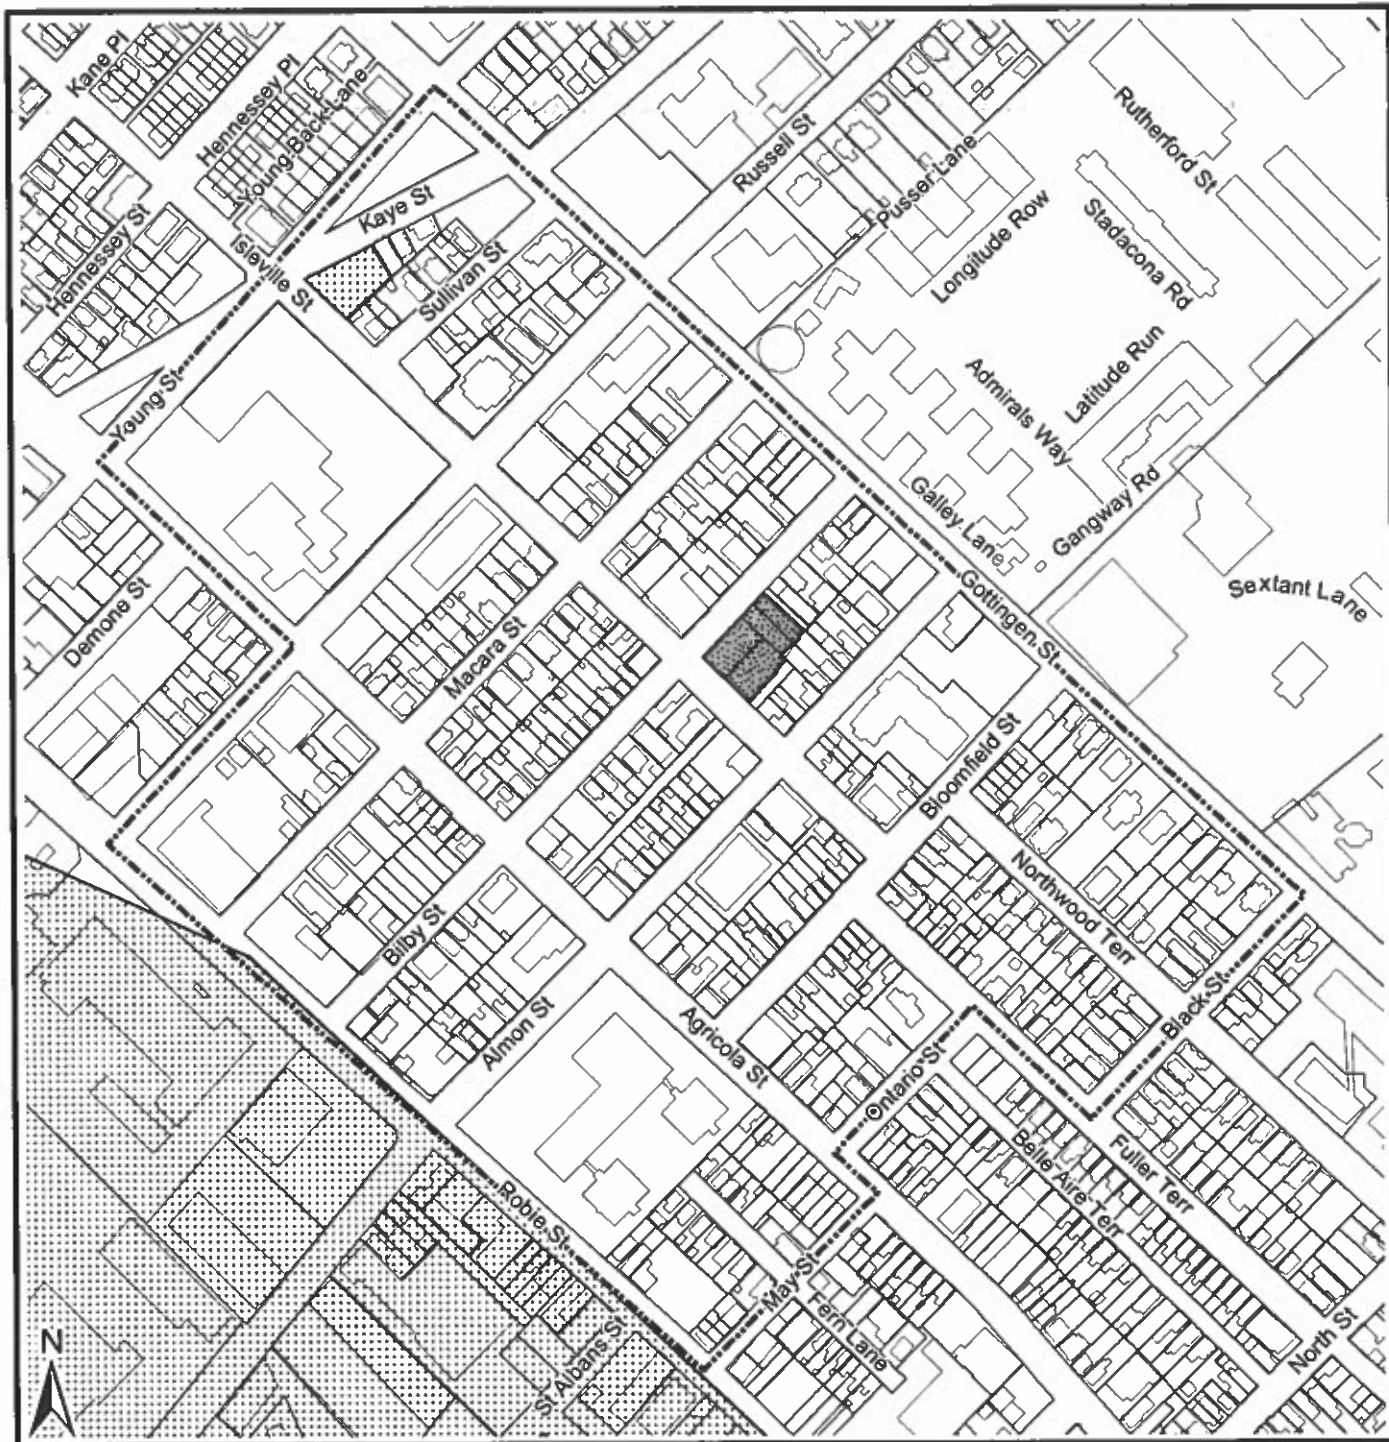 Kane Pl
Hennessey Pl
Young Back Lane
Hennessey St
Isleville St
Kaye St
Sullivan St
Young St
Russell St
Pusser Lane
Rutherford St
Longitude Row
Stadacona Rd
Latitude Run
Admirals Way
Galley Lane
Gangway Rd
Sextant Lane
Gottingen St
Demone St
Macara St
Bloomfield St
Northwood Terr
Bilby St
Almon St
Agricola St
Black St
Ontario St
Belle Aire Terr
Fuller Terr
Robie St
May St
Fern Lane
St Albans St
North St
N